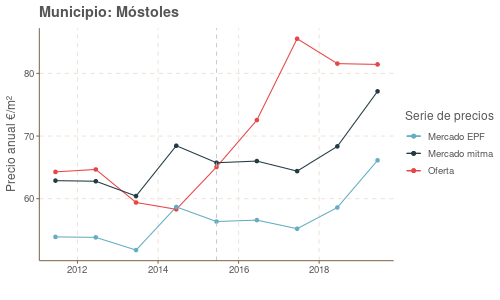 Municipio: Móstoles
Precio anual €/m²
80
70
60
2012
2014
2016
2018
Serie de precios
Mercado EPF
Mercado mitma
Oferta